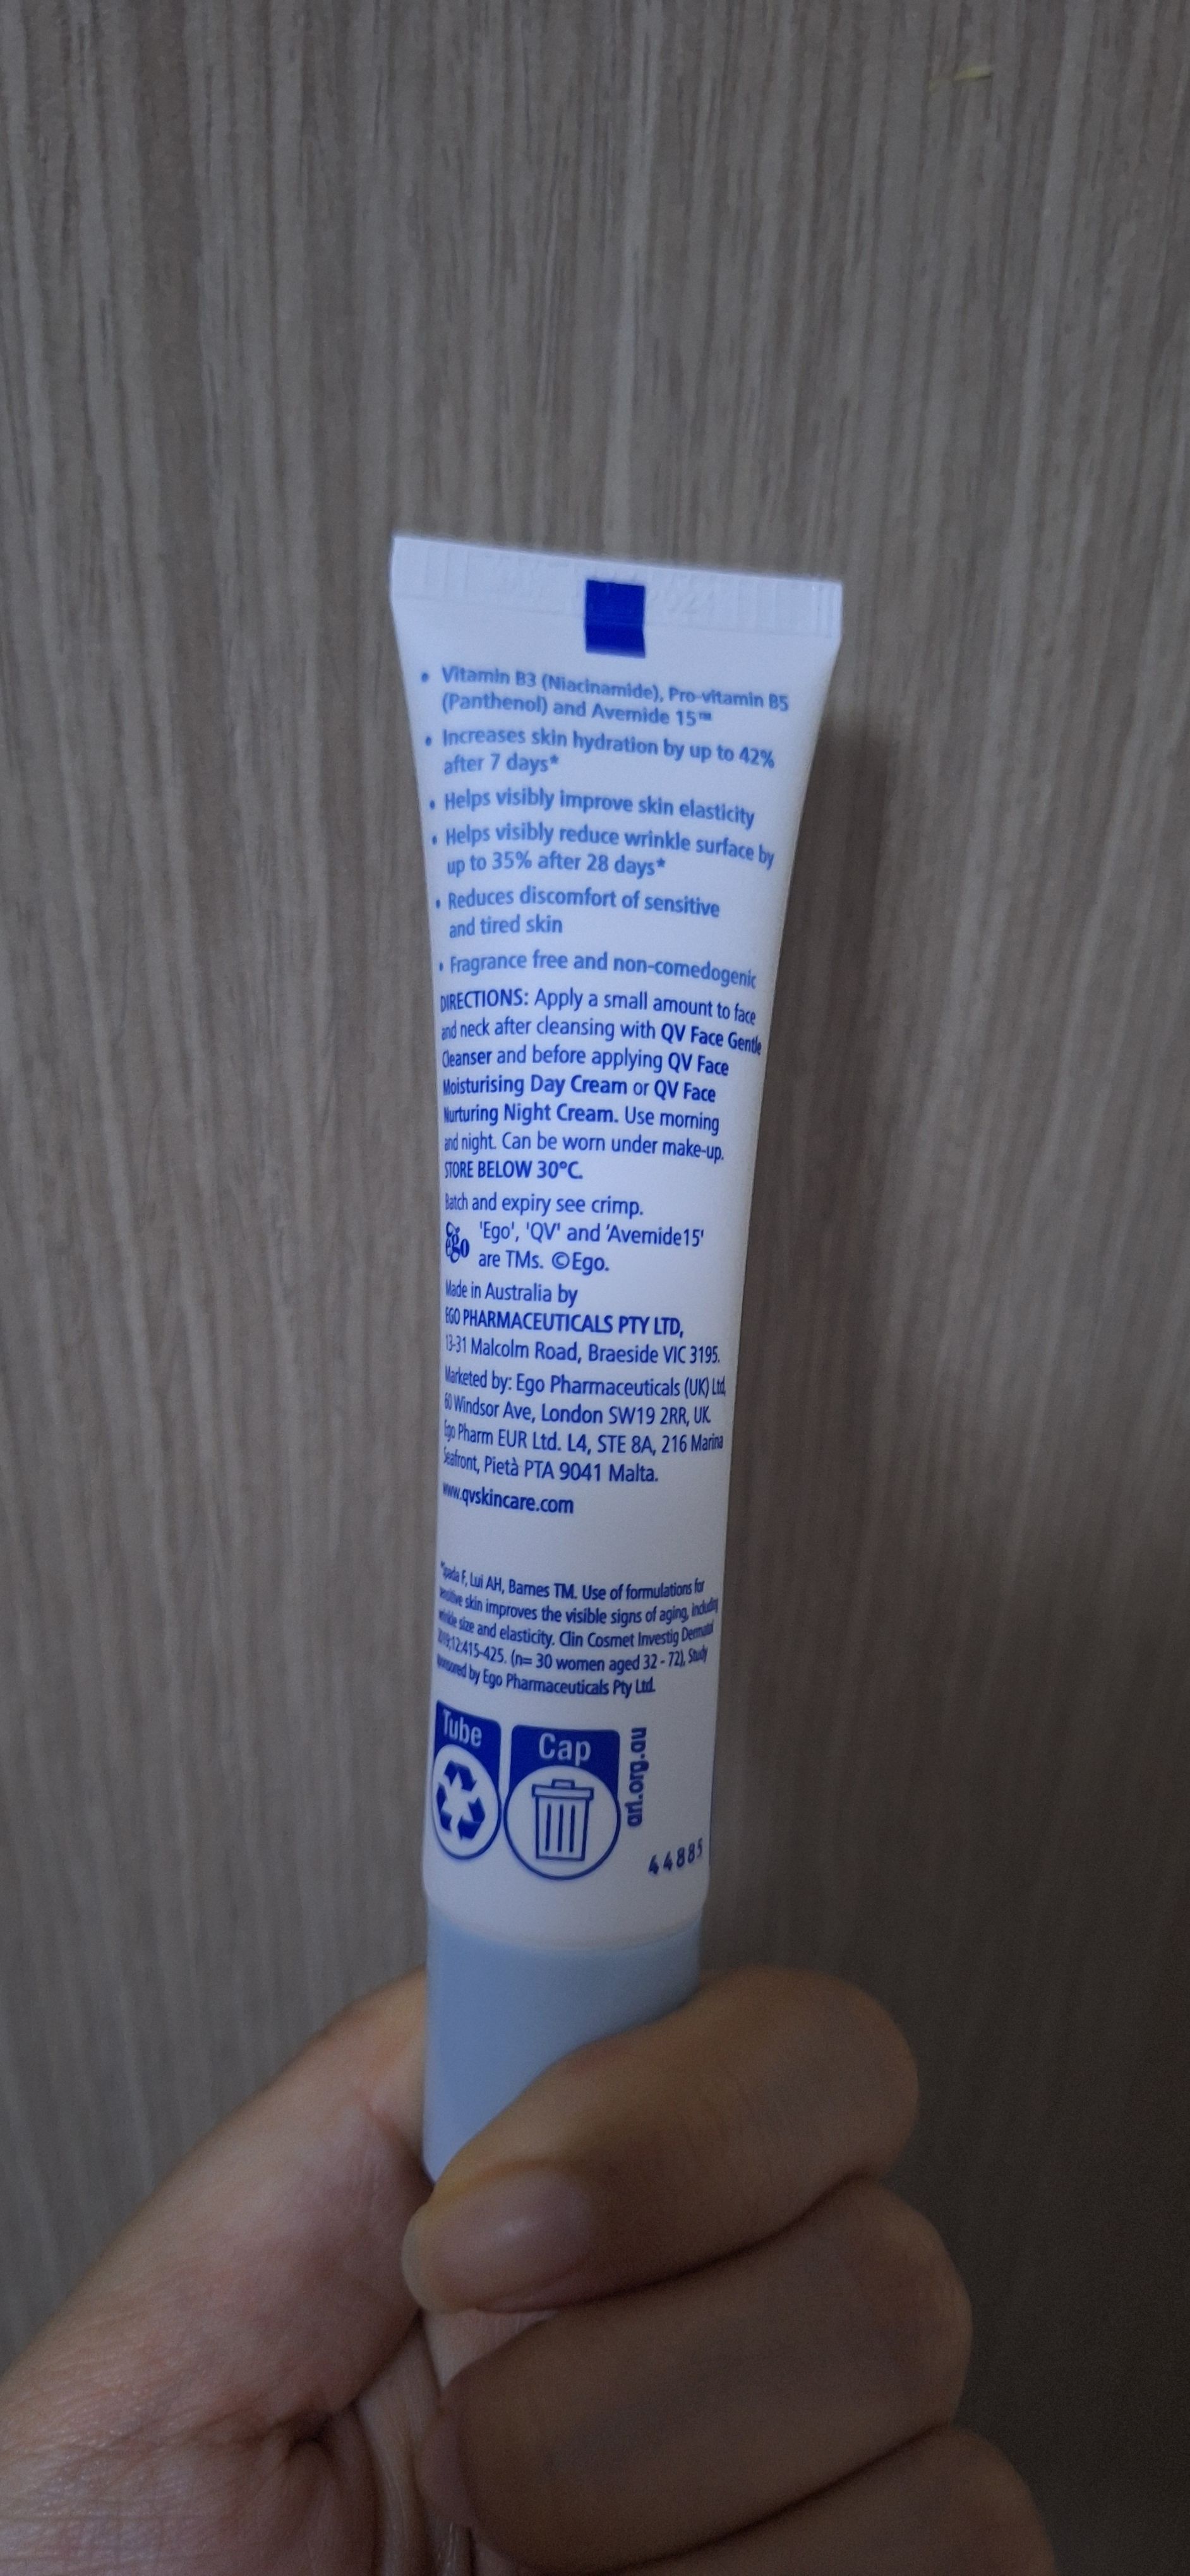 • Vitamin B3 (Niacinamide), Pro-vitamin B5
(Panthenol) and Avemide 15™
• Increases skin hydration by up to 42%
after 7 days*
• Helps visibly improve skin elasticity
• Helps visibly reduce wrinkle surface by
up to 35% after 28 days*
• Reduces discomfort of sensitive
and tired skin
• Fragrance free and non-comedogenic
DIRECTIONS: Apply a small amount to face
and neck after cleansing with QV Face Gentle
Cleanser and before applying QV Face
Moisturising Day Cream or QV Face
Nurturing Night Cream. Use morning
and night. Can be worn under make-up.
STORE BELOW 30°C.
Batch and expiry see crimp.
ego 'Ego', 'QV' and 'Avemide15'
are TMs. ©Ego.
Made in Australia by
EGO PHARMACEUTICALS PTY LTD,
13-31 Malcolm Road, Braeside VIC 3195.
Marketed by: Ego Pharmaceuticals (UK) Ltd,
60 Windsor Ave, London SW19 2RR, UK.
Ego Pharm EUR Ltd. L4, STE 8A, 216 Marina
Seafront, Pietà PTA 9041 Malta.
www.qvskincare.com
*Spada F, Lui AH, Barnes TM. Use of formulations for
sensitive skin improves the visible signs of aging, including
wrinkle size and elasticity. Clin Cosmet Investig Dermatol
2019;12:415-425. (n= 30 women aged 32 - 72), Study
sponsored by Ego Pharmaceuticals Pty Ltd.
Tube
Cap
arl.org.au
44885